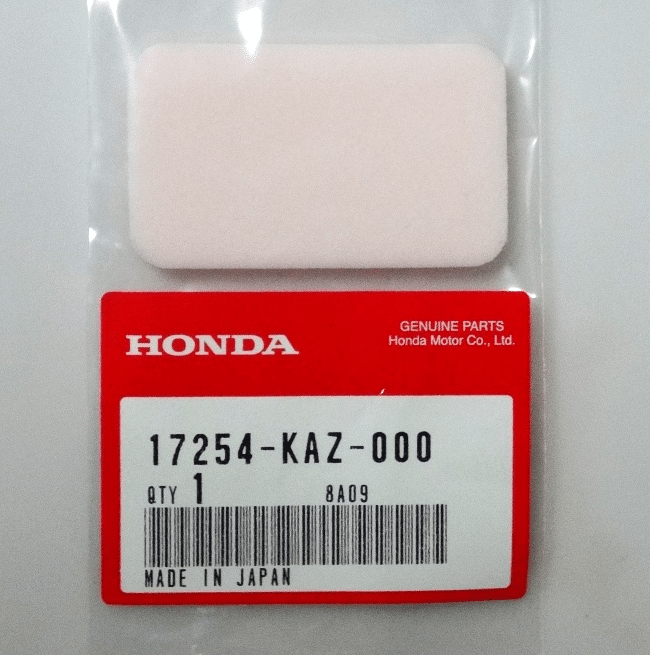 HONDA
GENUINE PARTS
Honda Motor Co., Ltd.
17254-KAZ-000
QTY 1 8A09
MADE IN JAPAN